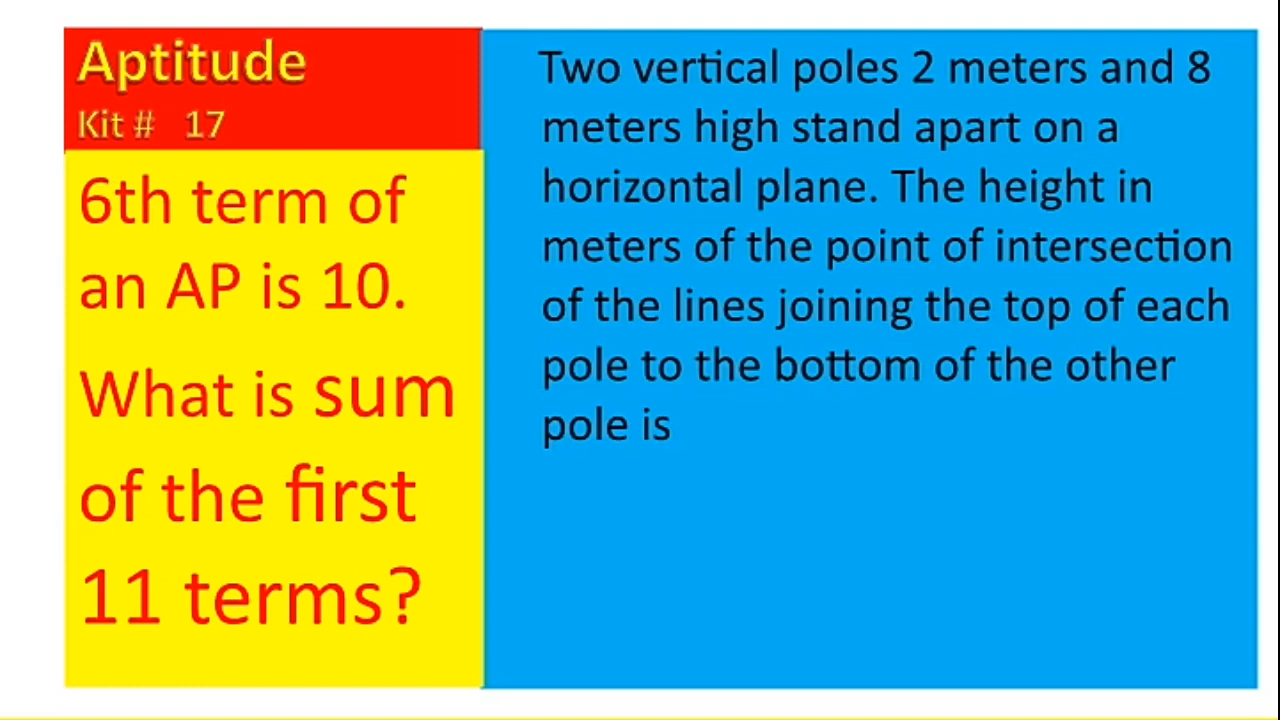 Aptitude
Kit # 17
6th term of
an AP is 10.
What is sum
of the first
11 terms?
Two vertical poles 2 meters and 8
meters high stand apart on a
horizontal plane. The height in
meters of the point of intersection
of the lines joining the top of each
pole to the bottom of the other
pole is